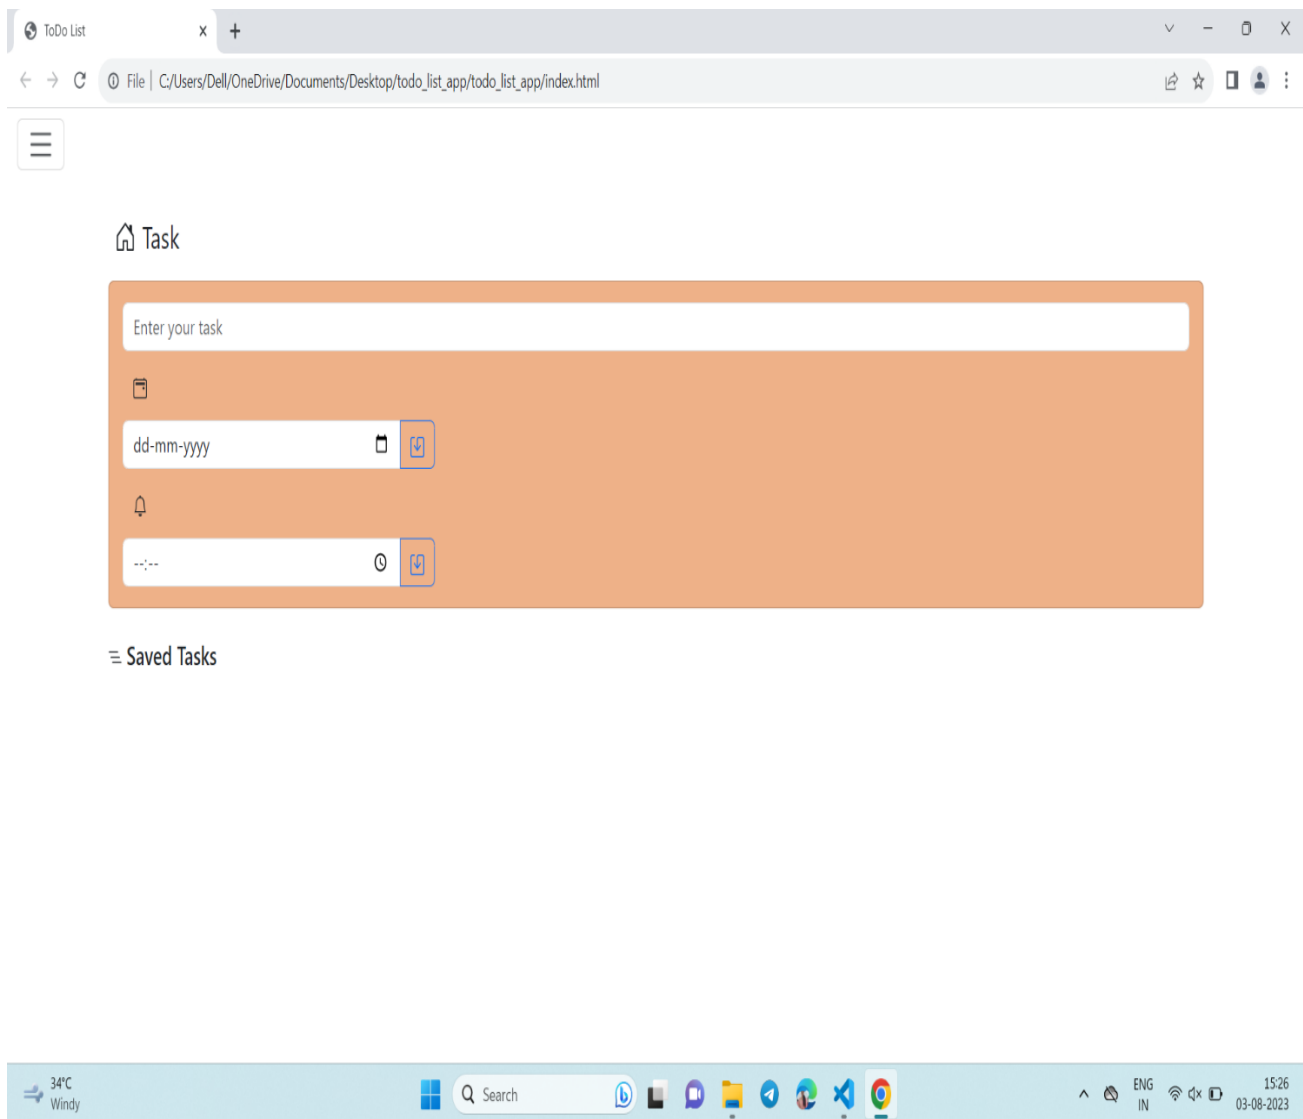 ToDo List
File | C:/Users/Dell/OneDrive/Documents/Desktop/todo_list_app/todo_list_app/index.html
Task
Enter your task
dd-mm-yyyy
--:--
Saved Tasks
34°C
Windy
Search
ENG
IN
15:26
03-08-2023